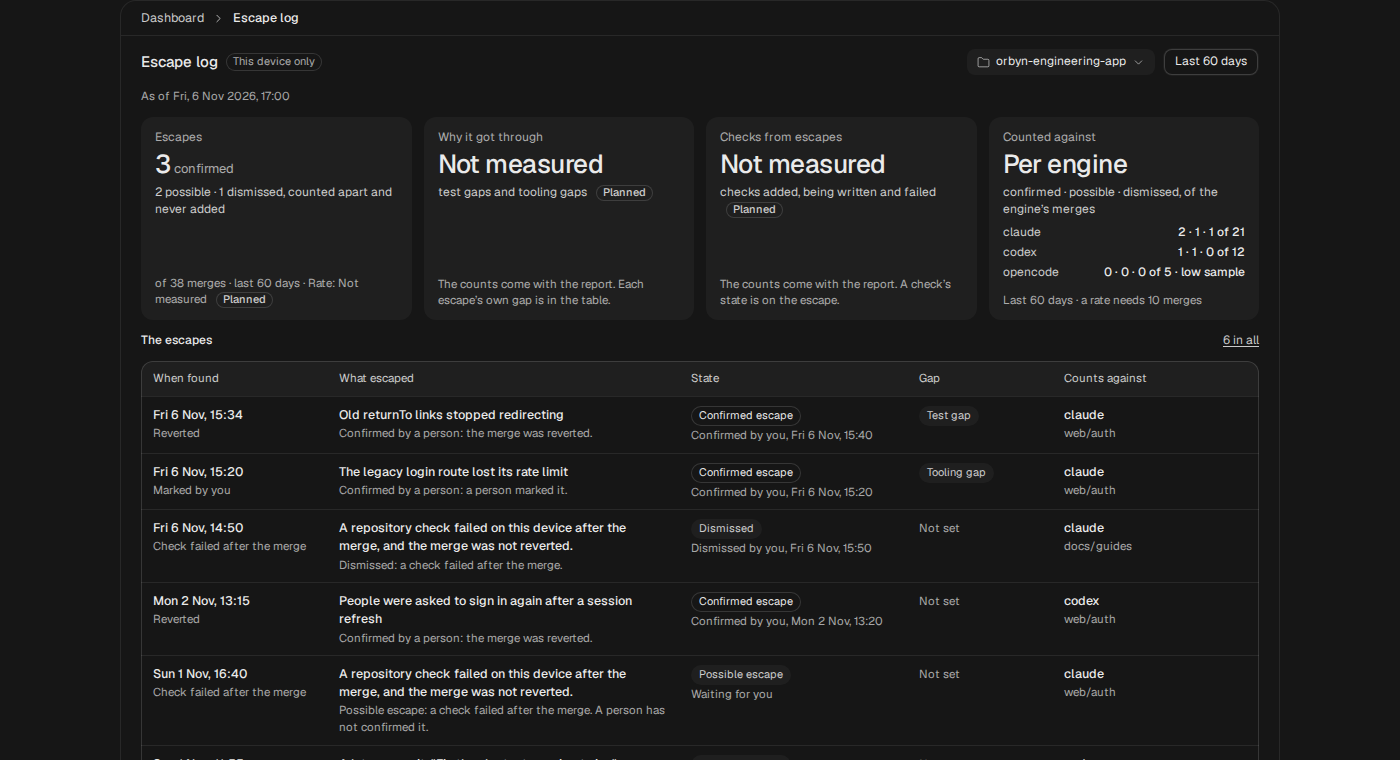 Dashboard > Escape log
Escape log This device only orbyn-engineering-app Last 60 days
As of Fri, 6 Nov 2026, 17:00
Escapes
3 confirmed
2 possible · 1 dismissed, counted apart and
never added
of 38 merges · last 60 days · Rate: Not
measured Planned
Why it got through
Not measured
test gaps and tooling gaps Planned
The counts come with the report. Each
escape's own gap is in the table.
Checks from escapes
Not measured
checks added, being written and failed
Planned
The counts come with the report. A check's
state is on the escape.
Counted against
Per engine
confirmed · possible · dismissed, of the
engine's merges
claude 2 · 1 · 1 of 21
codex 1 · 1 · 0 of 12
opencode 0 · 0 · 0 of 5 · low sample
Last 60 days · a rate needs 10 merges
The escapes 6 in all
When found What escaped State Gap Counts against
Fri 6 Nov, 15:34 Old returnTo links stopped redirecting Confirmed escape Test gap claude
Reverted Confirmed by a person: the merge was reverted. Confirmed by you, Fri 6 Nov, 15:40 web/auth
Fri 6 Nov, 15:20 The legacy login route lost its rate limit Confirmed escape Tooling gap claude
Marked by you Confirmed by a person: a person marked it. Confirmed by you, Fri 6 Nov, 15:20 web/auth
Fri 6 Nov, 14:50 A repository check failed on this device after the Dismissed Not set claude
Check failed after the merge merge, and the merge was not reverted. Dismissed by you, Fri 6 Nov, 15:50 docs/guides
Dismissed: a check failed after the merge.
Mon 2 Nov, 13:15 People were asked to sign in again after a session Confirmed escape Not set codex
Reverted refresh Confirmed by you, Mon 2 Nov, 13:20 web/auth
Confirmed by a person: the merge was reverted.
Sun 1 Nov, 16:40 A repository check failed on this device after the Possible escape Not set claude
Check failed after the merge merge, and the merge was not reverted. Waiting for you web/auth
Possible escape: a check failed after the merge. A person has
not confirmed it.